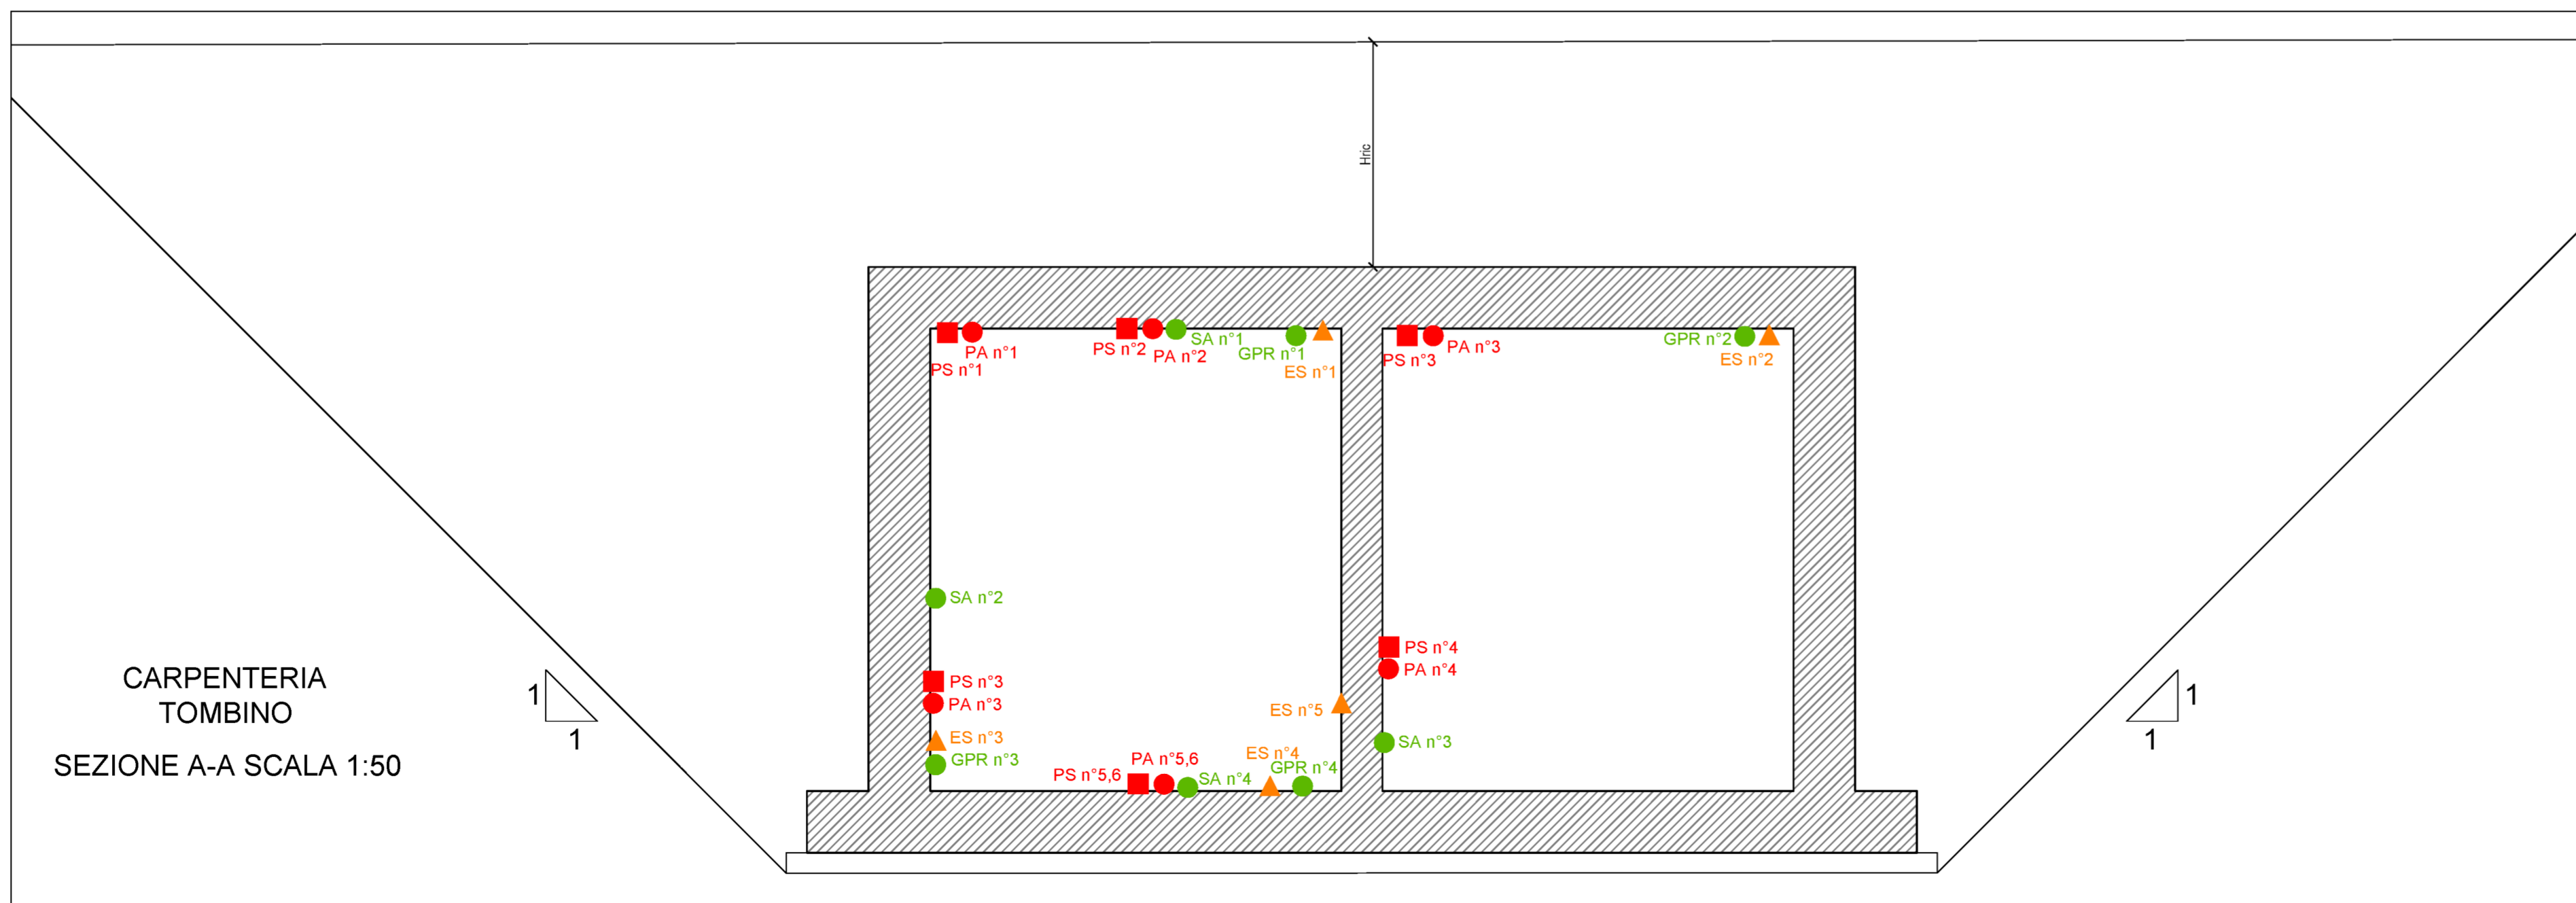 Hric
PA n°1
PS n°1
PS n°2
PA n°2
SA n°1
GPR n°1
ES n°1
PS n°3
PA n°3
GPR n°2
ES n°2
SA n°2
PS n°3
PA n°3
ES n°3
GPR n°3
PS n°5,6
PA n°5,6
SA n°4
ES n°4
GPR n°4
ES n°5
PS n°4
PA n°4
SA n°3
CARPENTERIA
TOMBINO
SEZIONE A-A SCALA 1:50
1
1
1
1